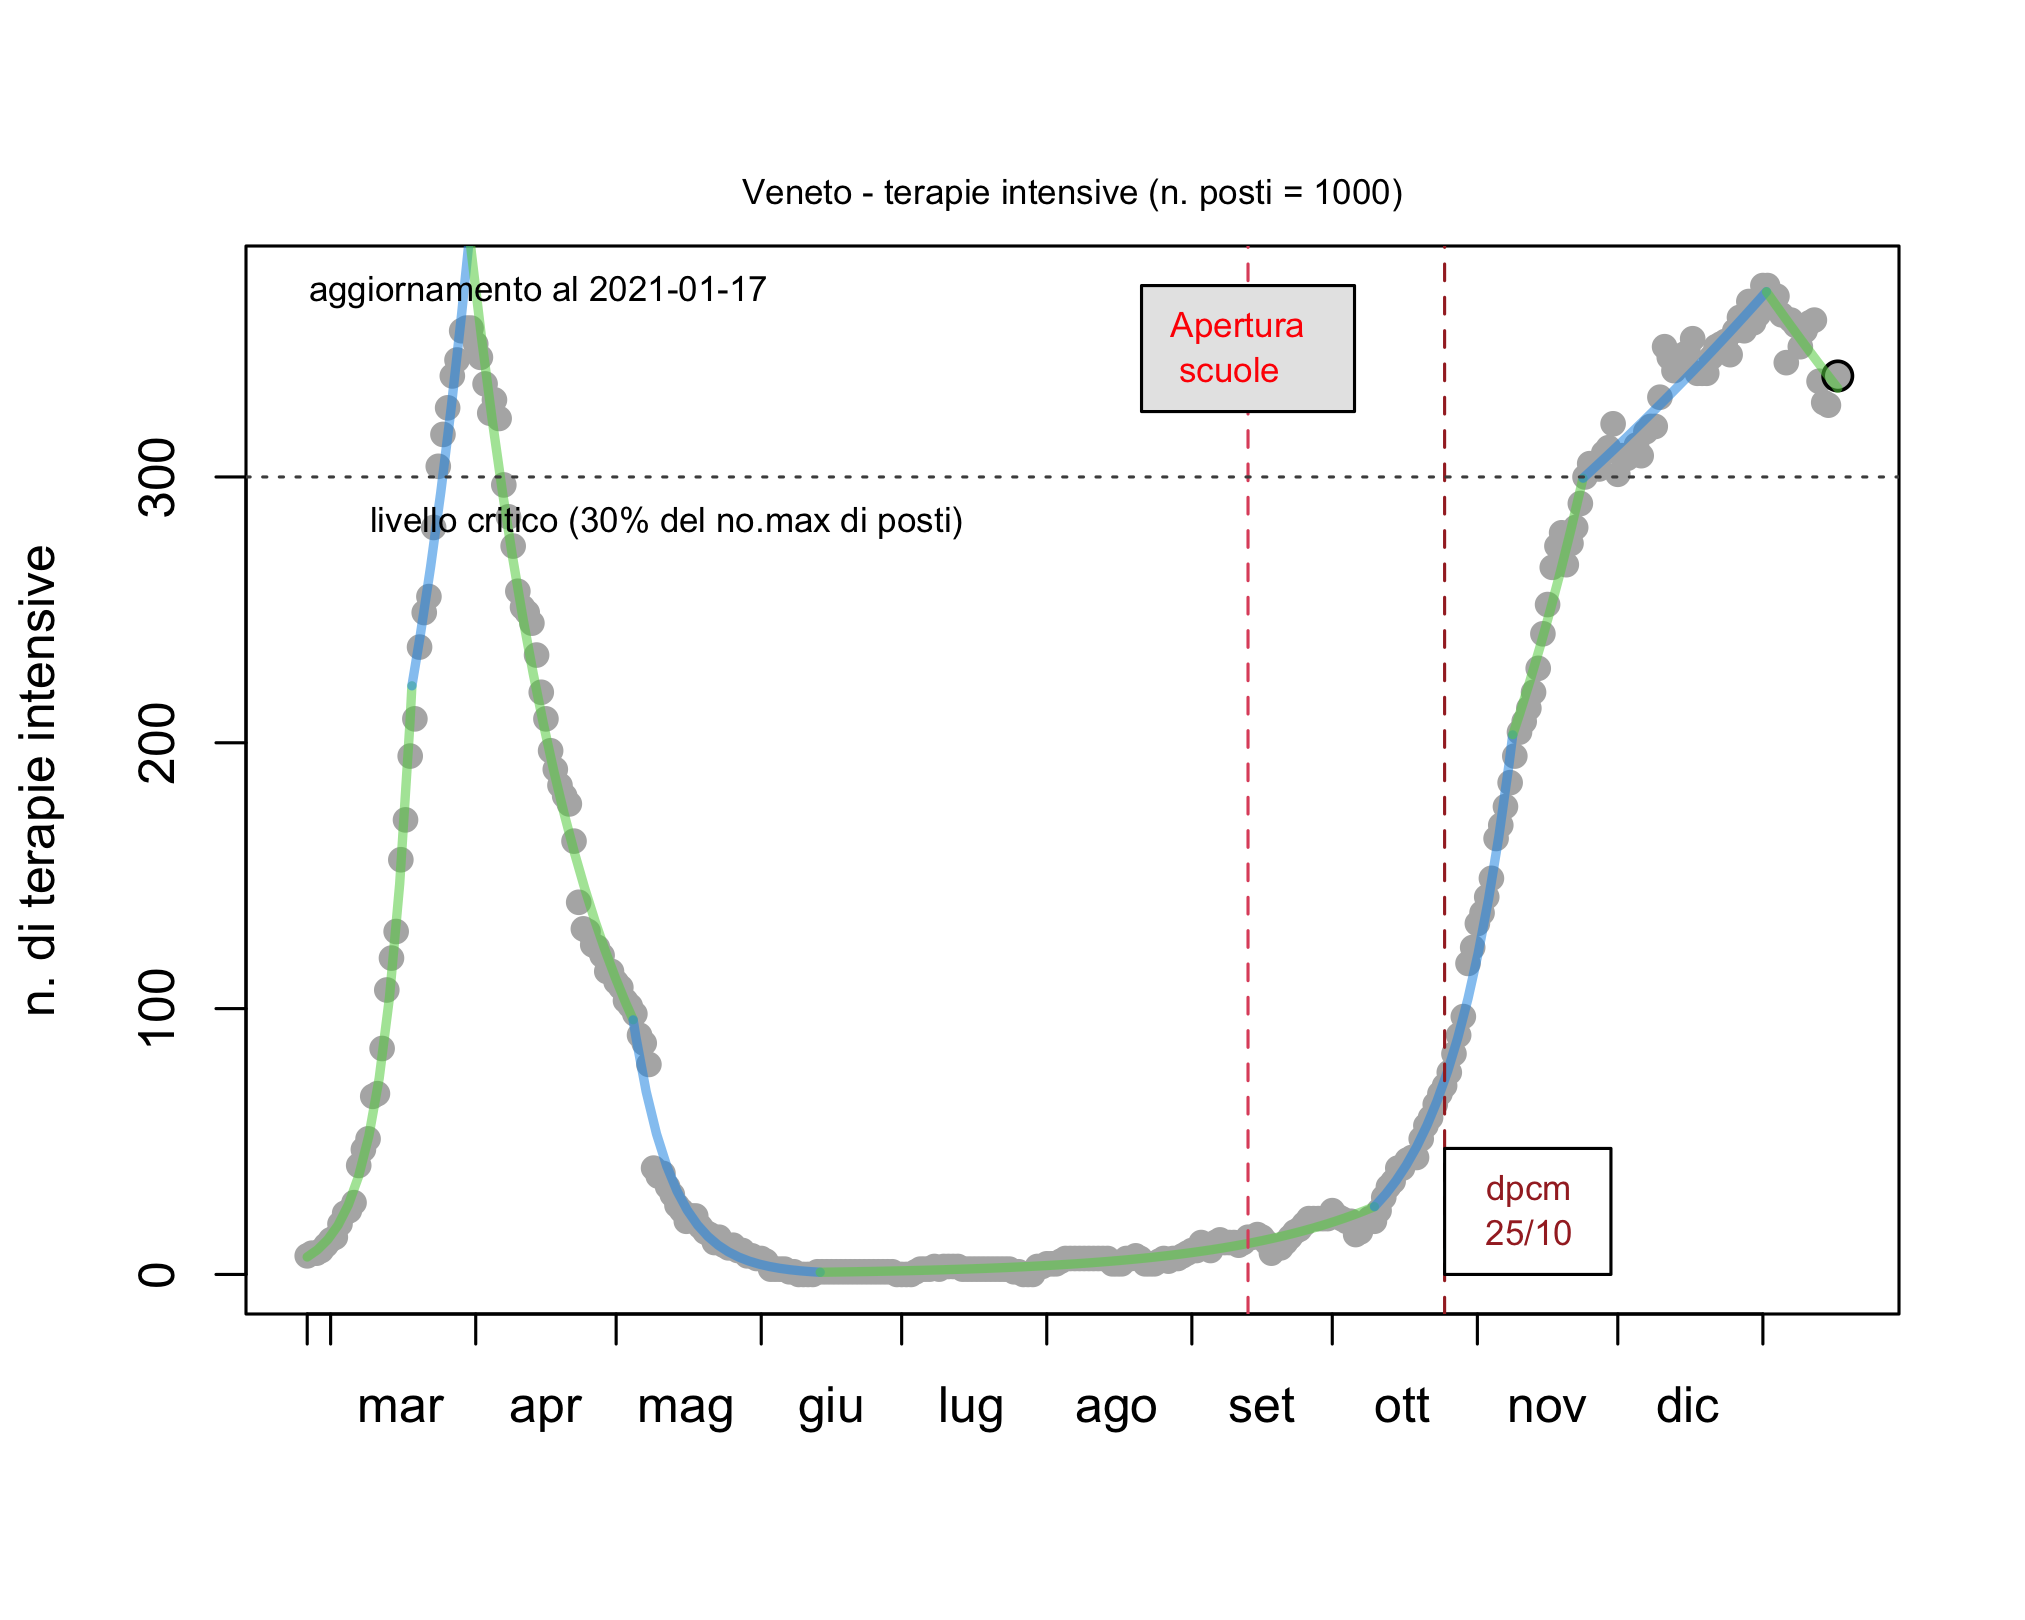 Veneto - terapie intensive (n. posti = 1000)
aggiornamento al 2021-01-17
Apertura
scuole
livello critico (30% del no.max di posti)
n. di terapie intensive
300
200
100
0
dpcm
25/10
mar apr mag giu lug ago set ott nov dic